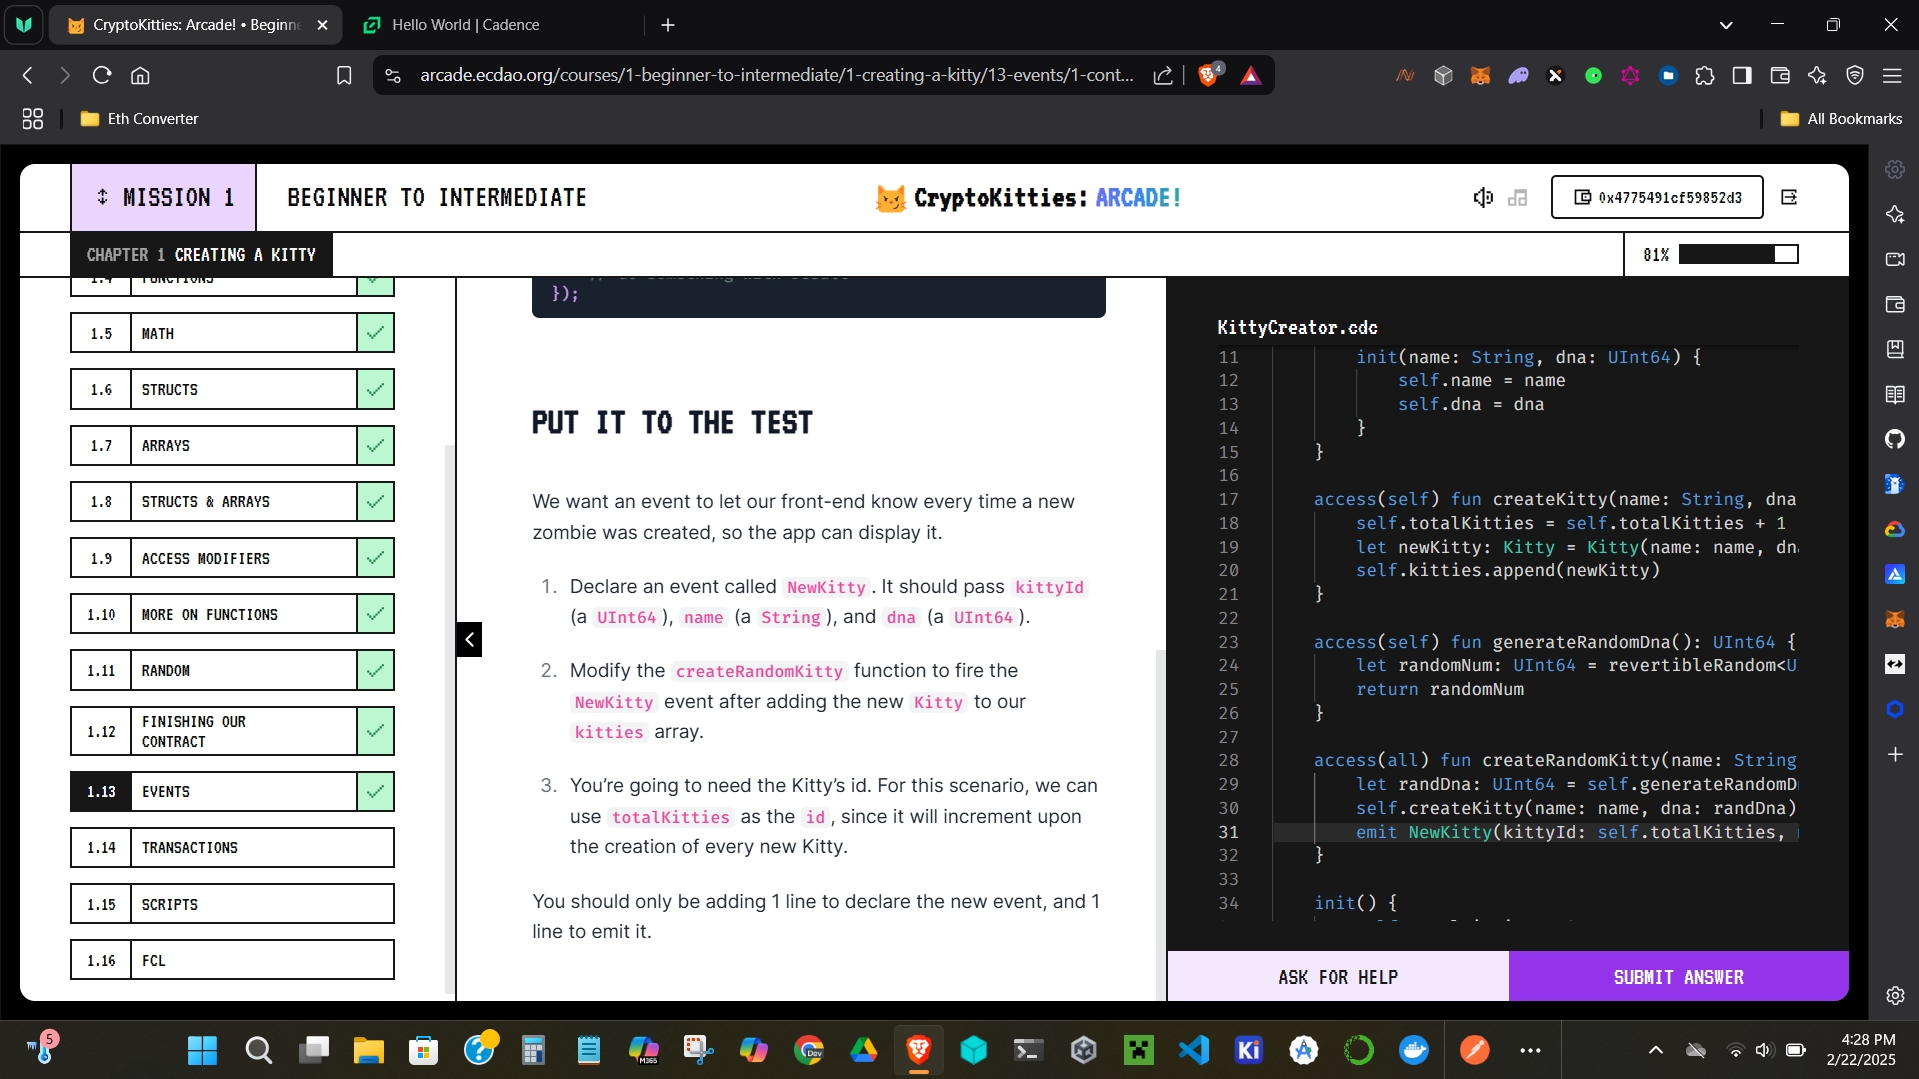 CryptoKitties: Arcade! • Beginne
Hello World | Cadence
arcade.ecdao.org/courses/1-beginner-to-intermediate/1-creating-a-kitty/13-events/1-cont...
4
Eth Converter
All Bookmarks
MISSION 1
BEGINNER TO INTERMEDIATE
CryptoKitties: ARCADE!
0x4775491cf59852d3
CHAPTER 1 CREATING A KITTY
81%
1.4 FUNCTIONS
1.5 MATH
1.6 STRUCTS
1.7 ARRAYS
1.8 STRUCTS & ARRAYS
1.9 ACCESS MODIFIERS
1.10 MORE ON FUNCTIONS
1.11 RANDOM
1.12 FINISHING OUR
CONTRACT
1.13 EVENTS
1.14 TRANSACTIONS
1.15 SCRIPTS
1.16 FCL
});
PUT IT TO THE TEST
We want an event to let our front-end know every time a new
zombie was created, so the app can display it.
1. Declare an event called NewKitty. It should pass kittyId
(a UInt64), name (a String), and dna (a UInt64).
2. Modify the createRandomKitty function to fire the
NewKitty event after adding the new Kitty to our
kitties array.
3. You’re going to need the Kitty’s id. For this scenario, we can
use totalKitties as the id, since it will increment upon
the creation of every new Kitty.
You should only be adding 1 line to declare the new event, and 1
line to emit it.
KittyCreator.cdc
11 init(name: String, dna: UInt64) {
12 self.name = name
13 self.dna = dna
14 }
15 }
16
17 access(self) fun createKitty(name: String, dna
18 self.totalKitties = self.totalKitties + 1
19 let newKitty: Kitty = Kitty(name: name, dn
20 self.kitties.append(newKitty)
21 }
22
23 access(self) fun generateRandomDna(): UInt64 {
24 let randomNum: UInt64 = revertibleRandom<U
25 return randomNum
26 }
27
28 access(all) fun createRandomKitty(name: String
29 let randDna: UInt64 = self.generateRandomD
30 self.createKitty(name: name, dna: randDna)
31 emit NewKitty(kittyId: self.totalKitties,
32 }
33
34 init() {
ASK FOR HELP
SUBMIT ANSWER
5
M365
Dev
Ki
4:28 PM
2/22/2025